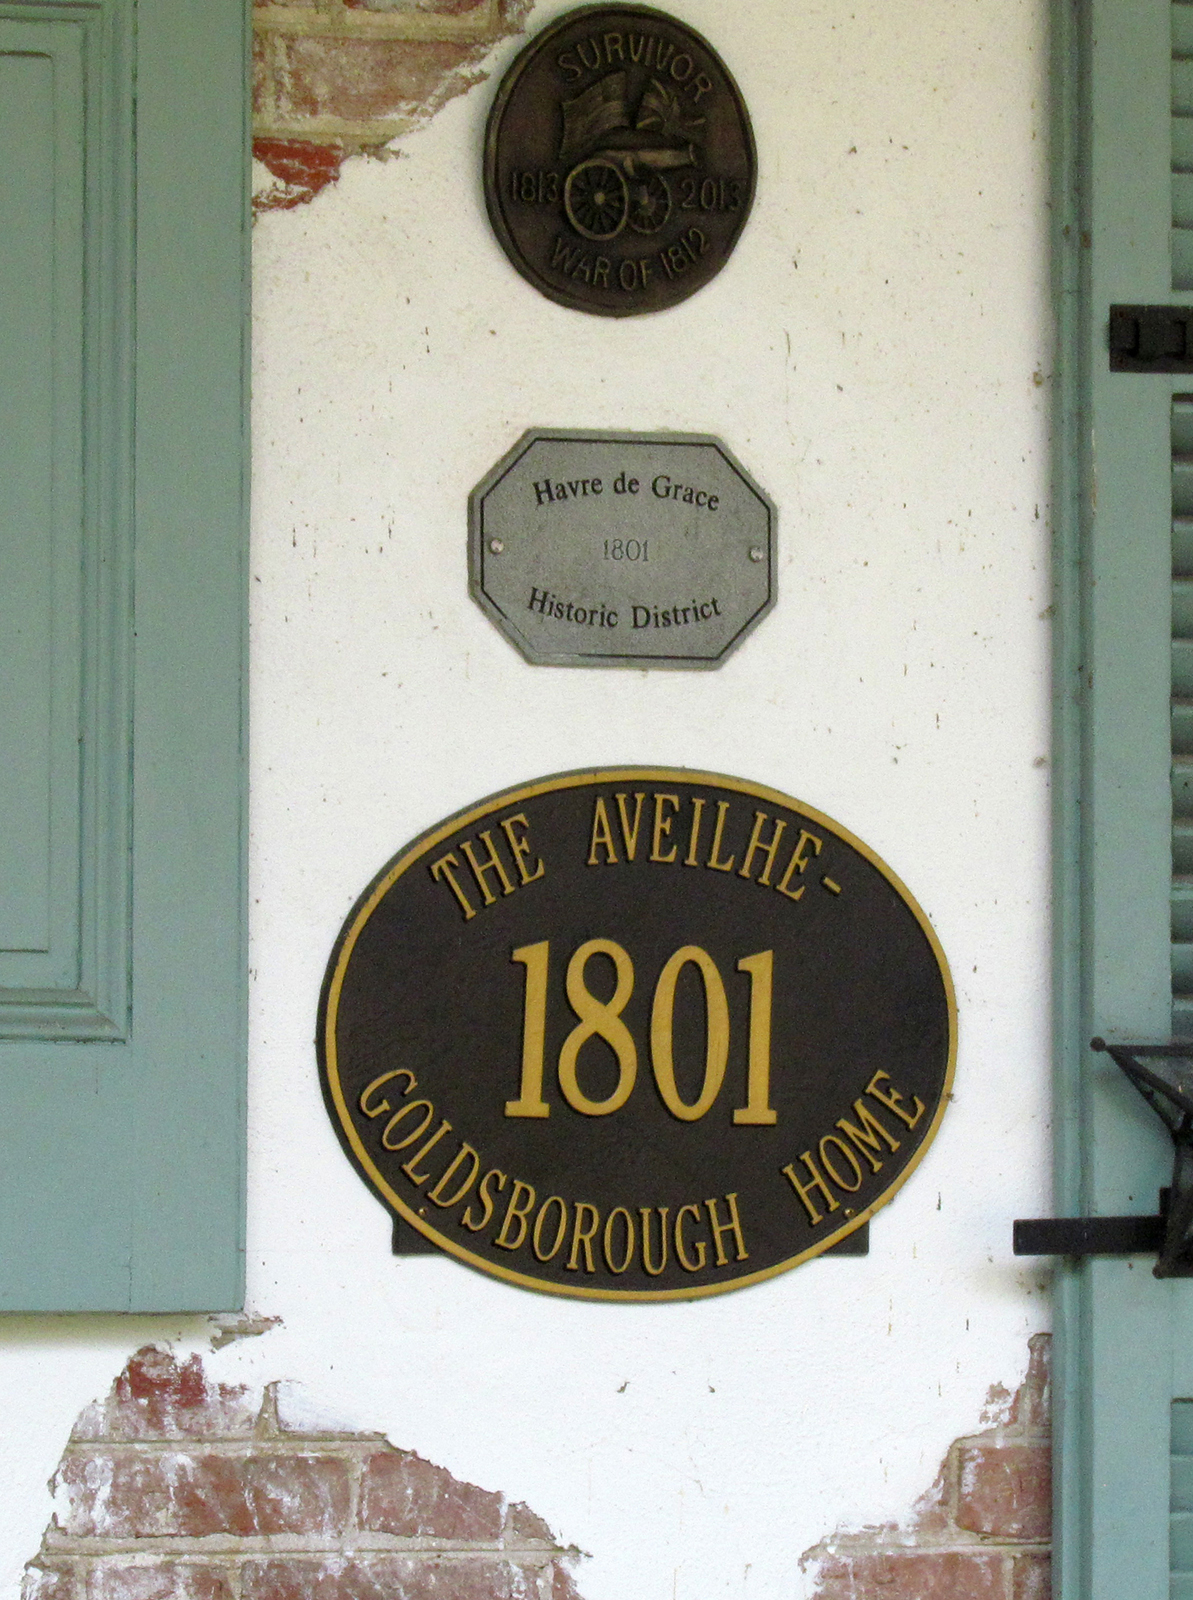 SURVIVOR
1813 2013
WAR OF 1812
Havre de Grace
1801
Historic District
THE AVEILHE-
1801
GOLDSBOROUGH HOME